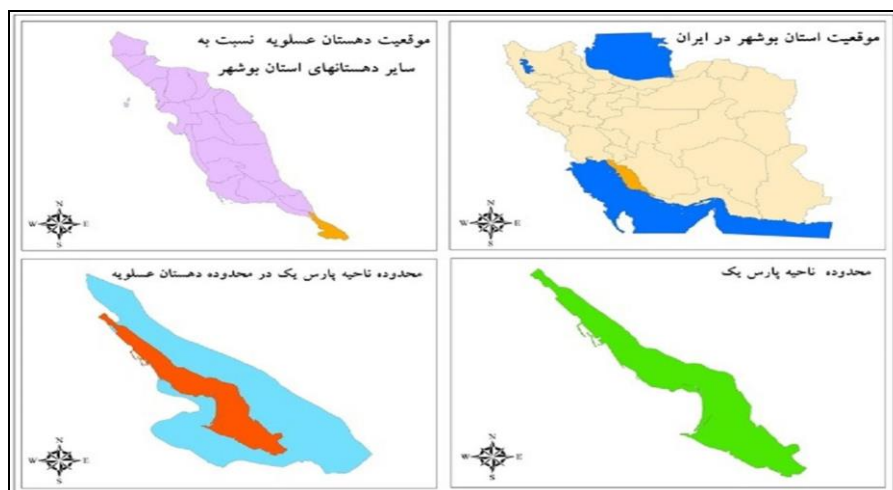 موقعیت استان بوشهر در ایران
موقعیت دهستان عسلویه نسبت به
سایر دهستانهای استان بوشهر
N
W E
S
N
W E
S
محدوده ناحیه پارس یک
محدوده ناحیه پارس یک در محدوده دهستان عسلویه
N
W E
S
N
W E
S